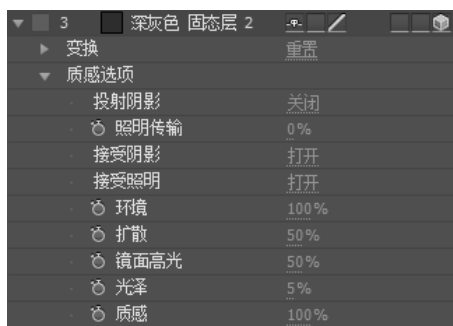 3 深灰色 固态层 2
变换 重置
质感选项
投射阴影 关闭
照明传输 0%
接受阴影 打开
接受照明 打开
环境 100%
扩散 50%
镜面高光 50%
光泽 5%
质感 100%